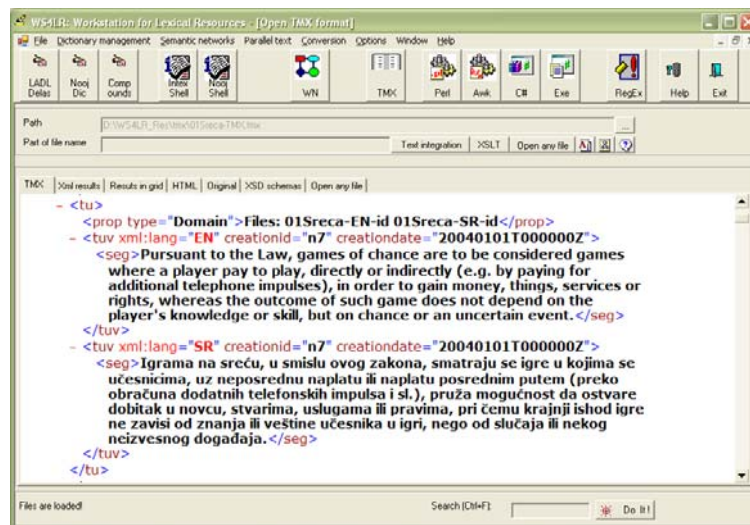 WS4LR: Workstation for Lexical Resources - [Open TMX format]
File Dictionary management Semantic networks Parallel text Conversion Options Window Help
LADL Delas
Nooj Dic
Comp ounds
Intex Shell
Nooj Shell
WN
TMX
Perl
Awk
C#
Exe
RegEx
Help
Exit
Path D:\WS4LR_Res\tmx\01Sreca-TMX.tmx ...
Part of file name Text integration XSLT Open any file
TMX Xml results Results in grid HTML Original XSD schemas Open any file
- <tu>
<prop type="Domain">Files: 01Sreca-EN-id 01Sreca-SR-id</prop>
- <tuv xml:lang="EN" creationid="n7" creationdate="20040101T000000Z">
<seg>Pursuant to the Law, games of chance are to be considered games
where a player pay to play, directly or indirectly (e.g. by paying for
additional telephone impulses), in order to gain money, things, services or
rights, whereas the outcome of such game does not depend on the
player's knowledge or skill, but on chance or an uncertain event.</seg>
</tuv>
- <tuv xml:lang="SR" creationid="n7" creationdate="20040101T000000Z">
<seg>Igrama na sreću, u smislu ovog zakona, smatraju se igre u kojima se
učesnicima, uz neposrednu naplatu ili naplatu posrednim putem (preko
obračuna dodatnih telefonskih impulsa i sl.), pruža mogućnost da ostvare
dobitak u novcu, stvarima, uslugama ili pravima, pri čemu krajnji ishod igre
ne zavisi od znanja ili veštine učesnika u igri, nego od slučaja ili nekog
neizvesnog događaja.</seg>
</tuv>
</tu>
Files are loaded! Search (Ctrl+F): Do It!